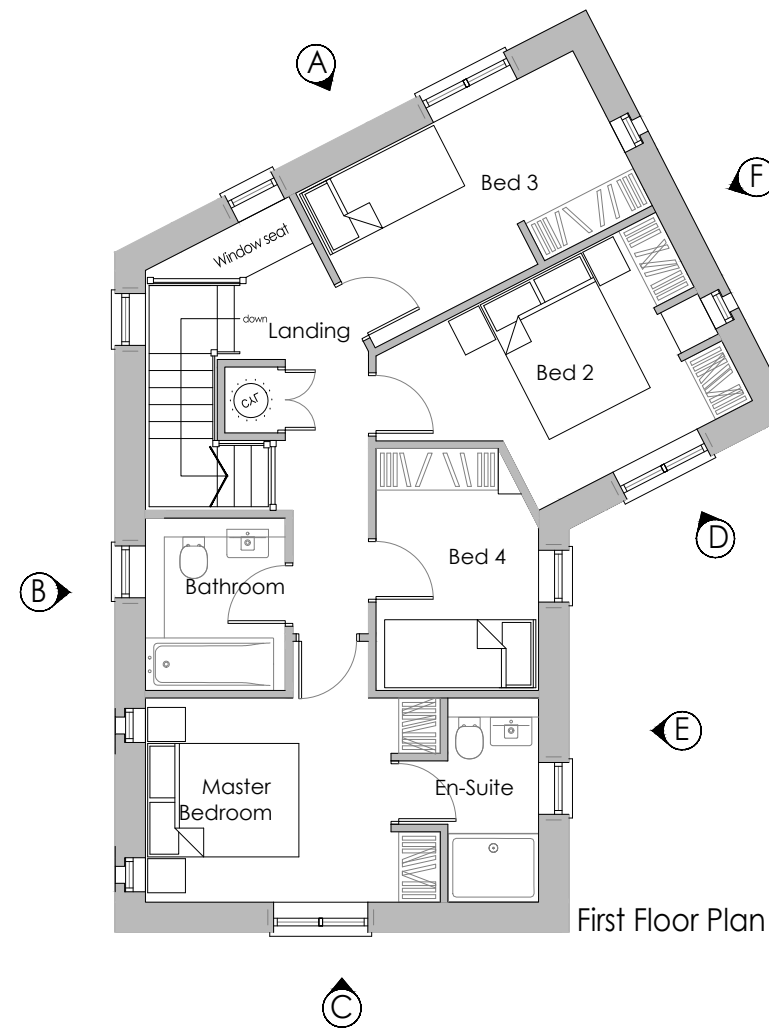 A
F
Bed 3
Window seat
down
Landing
Bed 2
CYL
D
Bed 4
B
Bathroom
E
Master
Bedroom
En-Suite
First Floor Plan
C